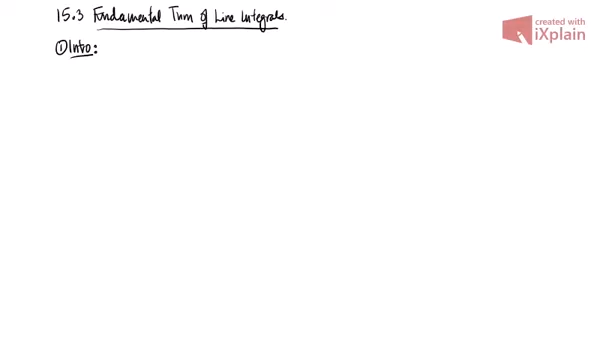 15.3 Fundamental Thm of Line Integrals.
① Intro:
created with
iXplain